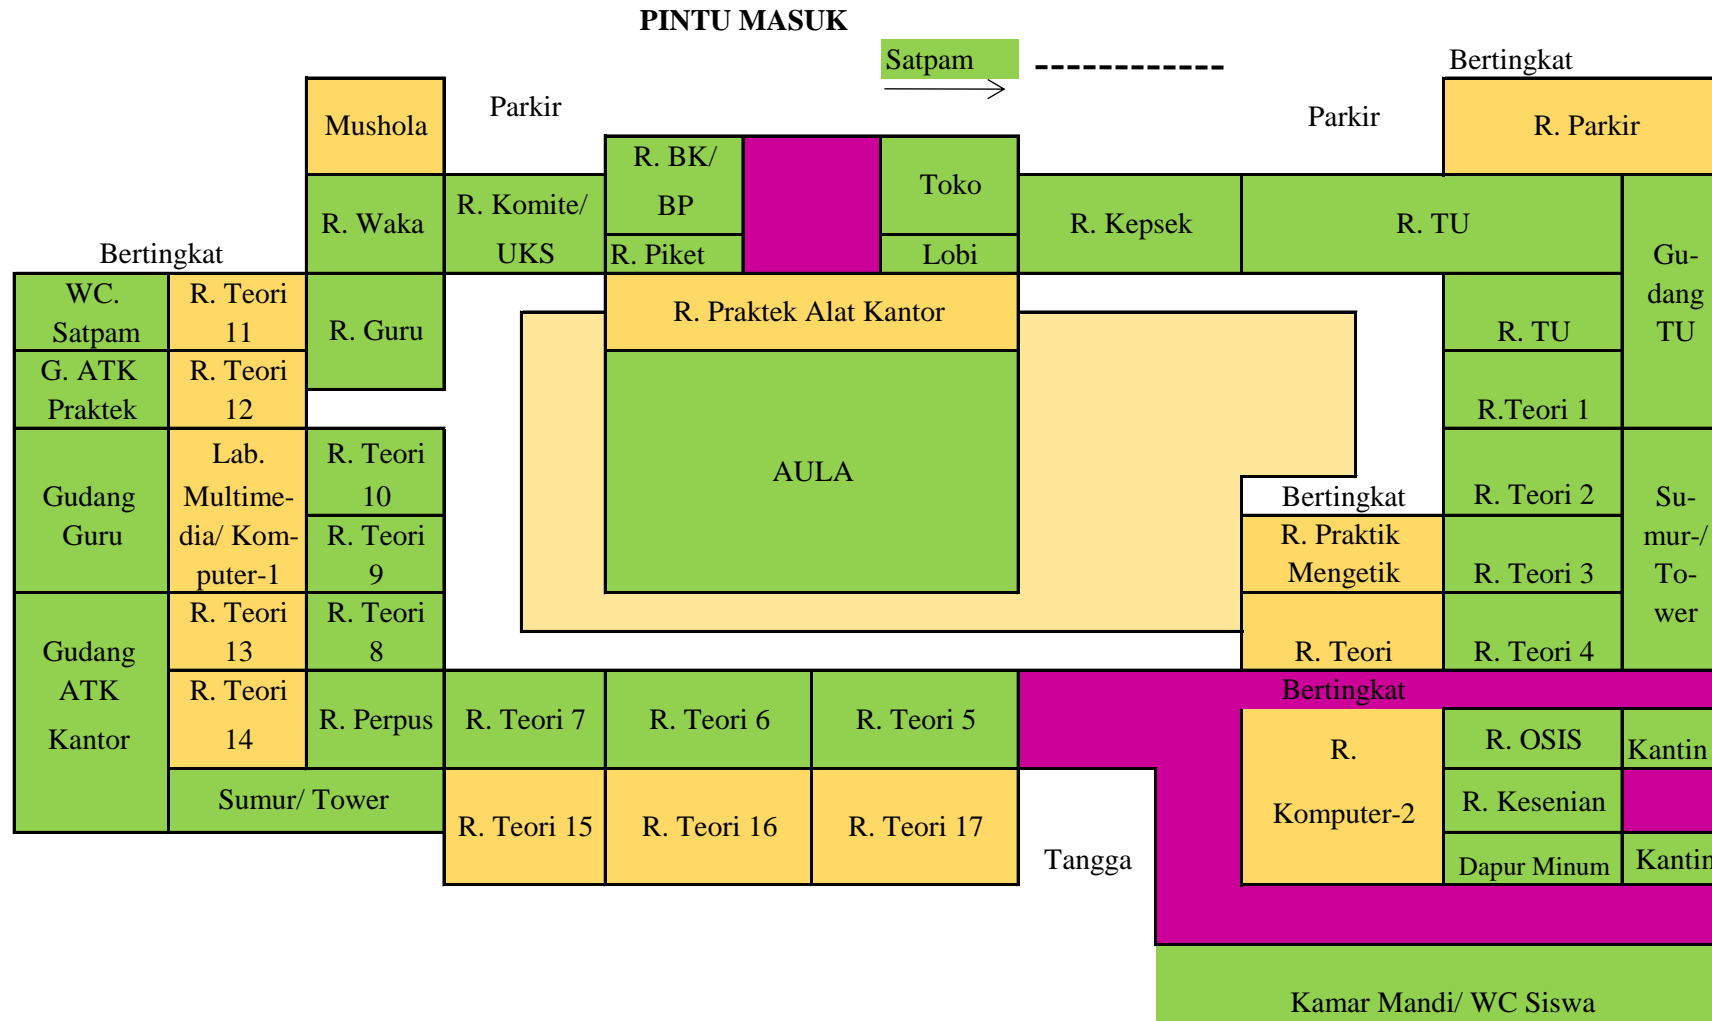 PINTU MASUK
Satpam
Bertingkat
Mushola
Parkir
Parkir
R. Parkir
R. Waka
R. Komite/
UKS
R. BK/
BP
R. Piket
Toko
Lobi
R. Kepsek
R. TU
Gu-
dang
TU
Bertingkat
WC.
Satpam
R. Teori
11
R. Guru
R. Praktek Alat Kantor
R. TU
G. ATK
Praktek
R. Teori
12
R.Teori 1
Gudang
Guru
Lab.
Multime-
dia/ Kom-
puter-1
R. Teori
10
R. Teori
9
AULA
Bertingkat
R. Praktik
Mengetik
R. Teori 2
R. Teori 3
Su-
mur-/
To-
wer
Gudang
ATK
Kantor
R. Teori
13
R. Teori
8
R. Teori
R. Teori 4
R. Teori
14
R. Perpus
R. Teori 7
R. Teori 6
R. Teori 5
Bertingkat
R.
Komputer-2
R. OSIS
Kantin
Sumur/ Tower
R. Teori 15
R. Teori 16
R. Teori 17
Tangga
R. Kesenian
Dapur Minum
Kantin
Kamar Mandi/ WC Siswa